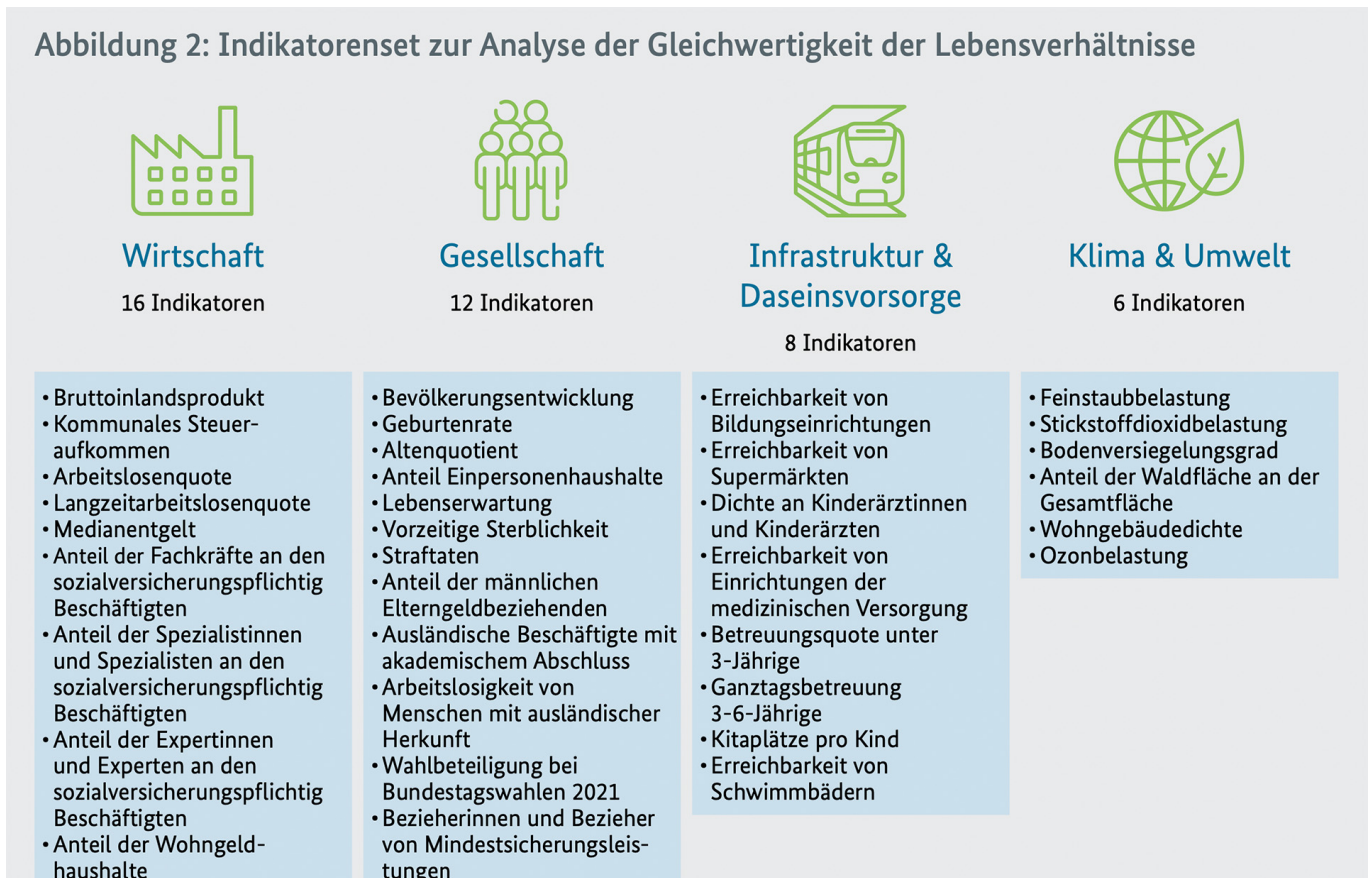 Abbildung 2: Indikatorenset zur Analyse der Gleichwertigkeit der Lebensverhältnisse
Wirtschaft
16 Indikatoren
• Bruttoinlandsprodukt
• Kommunales Steuer-
aufkommen
• Arbeitslosenquote
• Langzeitarbeitslosenquote
• Medianentgelt
• Anteil der Fachkräfte an den
sozialversicherungspflichtig
Beschäftigten
• Anteil der Spezialistinnen
und Spezialisten an den
sozialversicherungspflichtig
Beschäftigten
• Anteil der Expertinnen
und Experten an den
sozialversicherungspflichtig
Beschäftigten
• Anteil der Wohngeld-
haushalte
Gesellschaft
12 Indikatoren
• Bevölkerungsentwicklung
• Geburtenrate
• Altenquotient
• Anteil Einpersonenhaushalte
• Lebenserwartung
• Vorzeitige Sterblichkeit
• Straftaten
• Anteil der männlichen
Elterngeldbeziehenden
• Ausländische Beschäftigte mit
akademischem Abschluss
• Arbeitslosigkeit von
Menschen mit ausländischer
Herkunft
• Wahlbeteiligung bei
Bundestagswahlen 2021
• Bezieherinnen und Bezieher
von Mindestsicherungsleis-
tungen
Infrastruktur &
Daseinsvorsorge
8 Indikatoren
• Erreichbarkeit von
Bildungseinrichtungen
• Erreichbarkeit von
Supermärkten
• Dichte an Kinderärztinnen
und Kinderärzten
• Erreichbarkeit von
Einrichtungen der
medizinischen Versorgung
• Betreuungsquote unter
3-Jährige
• Ganztagsbetreuung
3-6-Jährige
• Kitaplätze pro Kind
• Erreichbarkeit von
Schwimmbädern
Klima & Umwelt
6 Indikatoren
• Feinstaubbelastung
• Stickstoffdioxidbelastung
• Bodenversiegelungsgrad
• Anteil der Waldfläche an der
Gesamtfläche
• Wohngebäudedichte
• Ozonbelastung